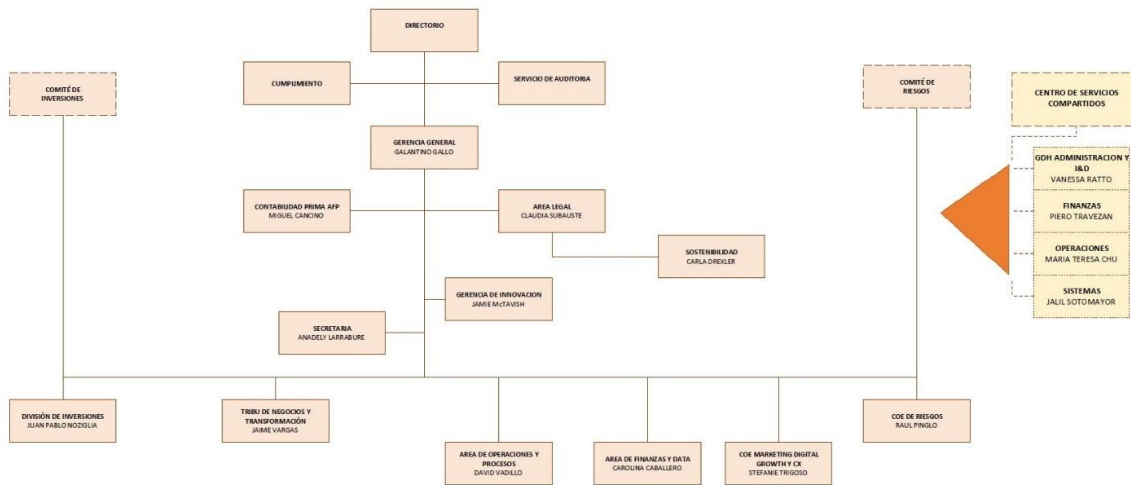 DIRECTORIO
CUMPLIMIENTO
SERVICIO DE AUDITORIA
COMITÉ DE
INVERSIONES
COMITÉ DE
RIESGOS
CENTRO DE SERVICIOS
COMPARTIDOS
GERENCIA GENERAL
GALANTINO GALLO
GDH ADMINISTRACION Y
I&D
VANESSA RATTO
CONTABILIDAD PRIMA AFP
MIGUEL CANCINO
AREA LEGAL
CLAUDIA SUBAUSTE
FINANZAS
PIERO TRAVEZAN
SOSTENIBILIDAD
CARLA DREXLER
OPERACIONES
MARIA TERESA CHU
GERENCIA DE INNOVACION
JAMIE McTAVISH
SISTEMAS
JALIL SOTOMAYOR
SECRETARIA
ANADELY LARRABURE
DIVISIÓN DE INVERSIONES
JUAN PABLO NOZIGLIA
TRIBU DE NEGOCIOS Y
TRANSFORMACIÓN
JAIME VARGAS
COE DE RIESGOS
RAUL PINGLO
AREA DE OPERACIONES Y
PROCESOS
DAVID VADILLO
AREA DE FINANZAS Y DATA
CAROLINA CABALLERO
COE MARKETING DIGITAL
GROWTH Y CX
STEFANIE TRIGOSO